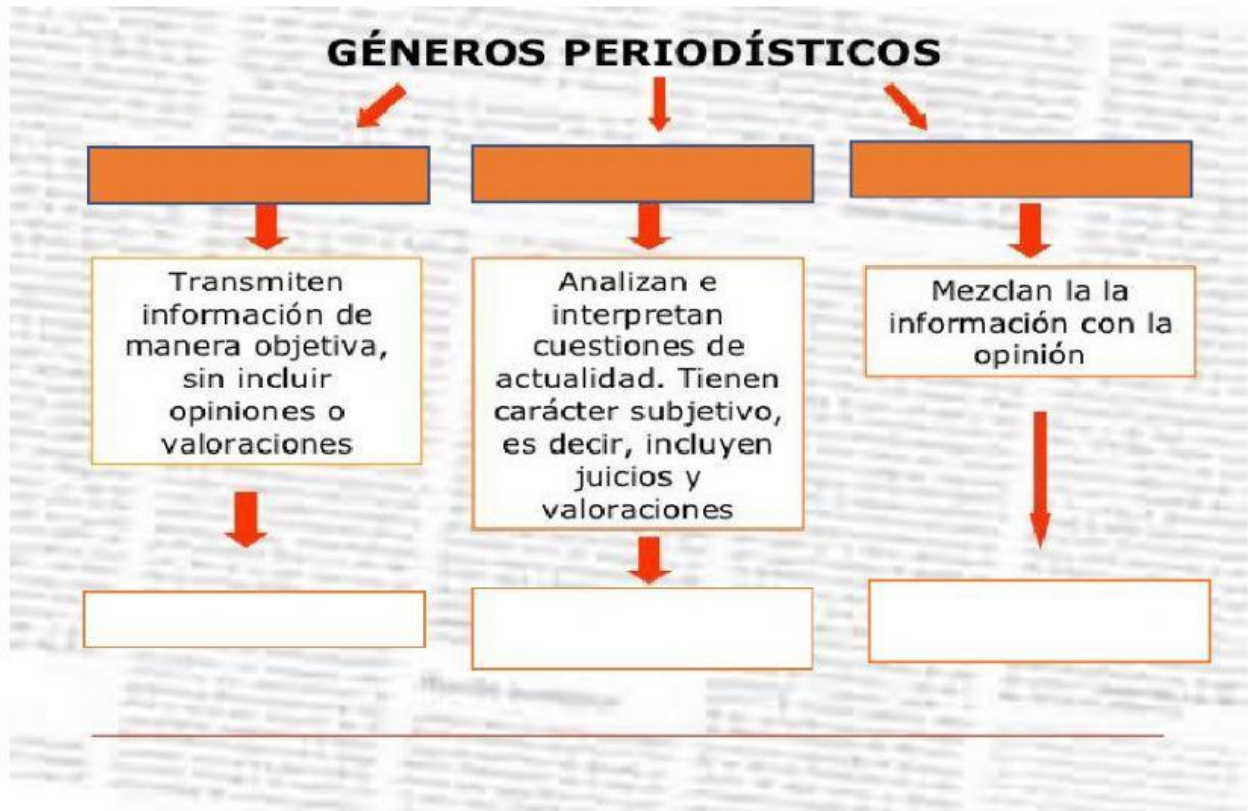 GÉNEROS PERIODÍSTICOS
Transmiten
información de
manera objetiva,
sin incluir
opiniones o
valoraciones
Analizan e
interpretan
cuestiones de
actualidad. Tienen
carácter subjetivo,
es decir, incluyen
juicios y
valoraciones
Mezclan la la
información con la
opinión